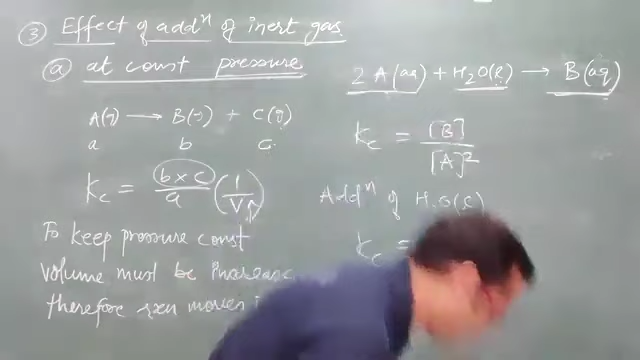 ③ Effect of addⁿ of inert gas
ⓐ at const pressure
A(g) → B(g) + C(g)
a b c
Kc = b × c / a (1/V)
To keep pressure const
volume must be increase
therefore rxn moves
2 A(aq) + H₂O(l) → B(aq)
Kc = [B] / [A]²
Addⁿ of H₂O(l)
Kc =